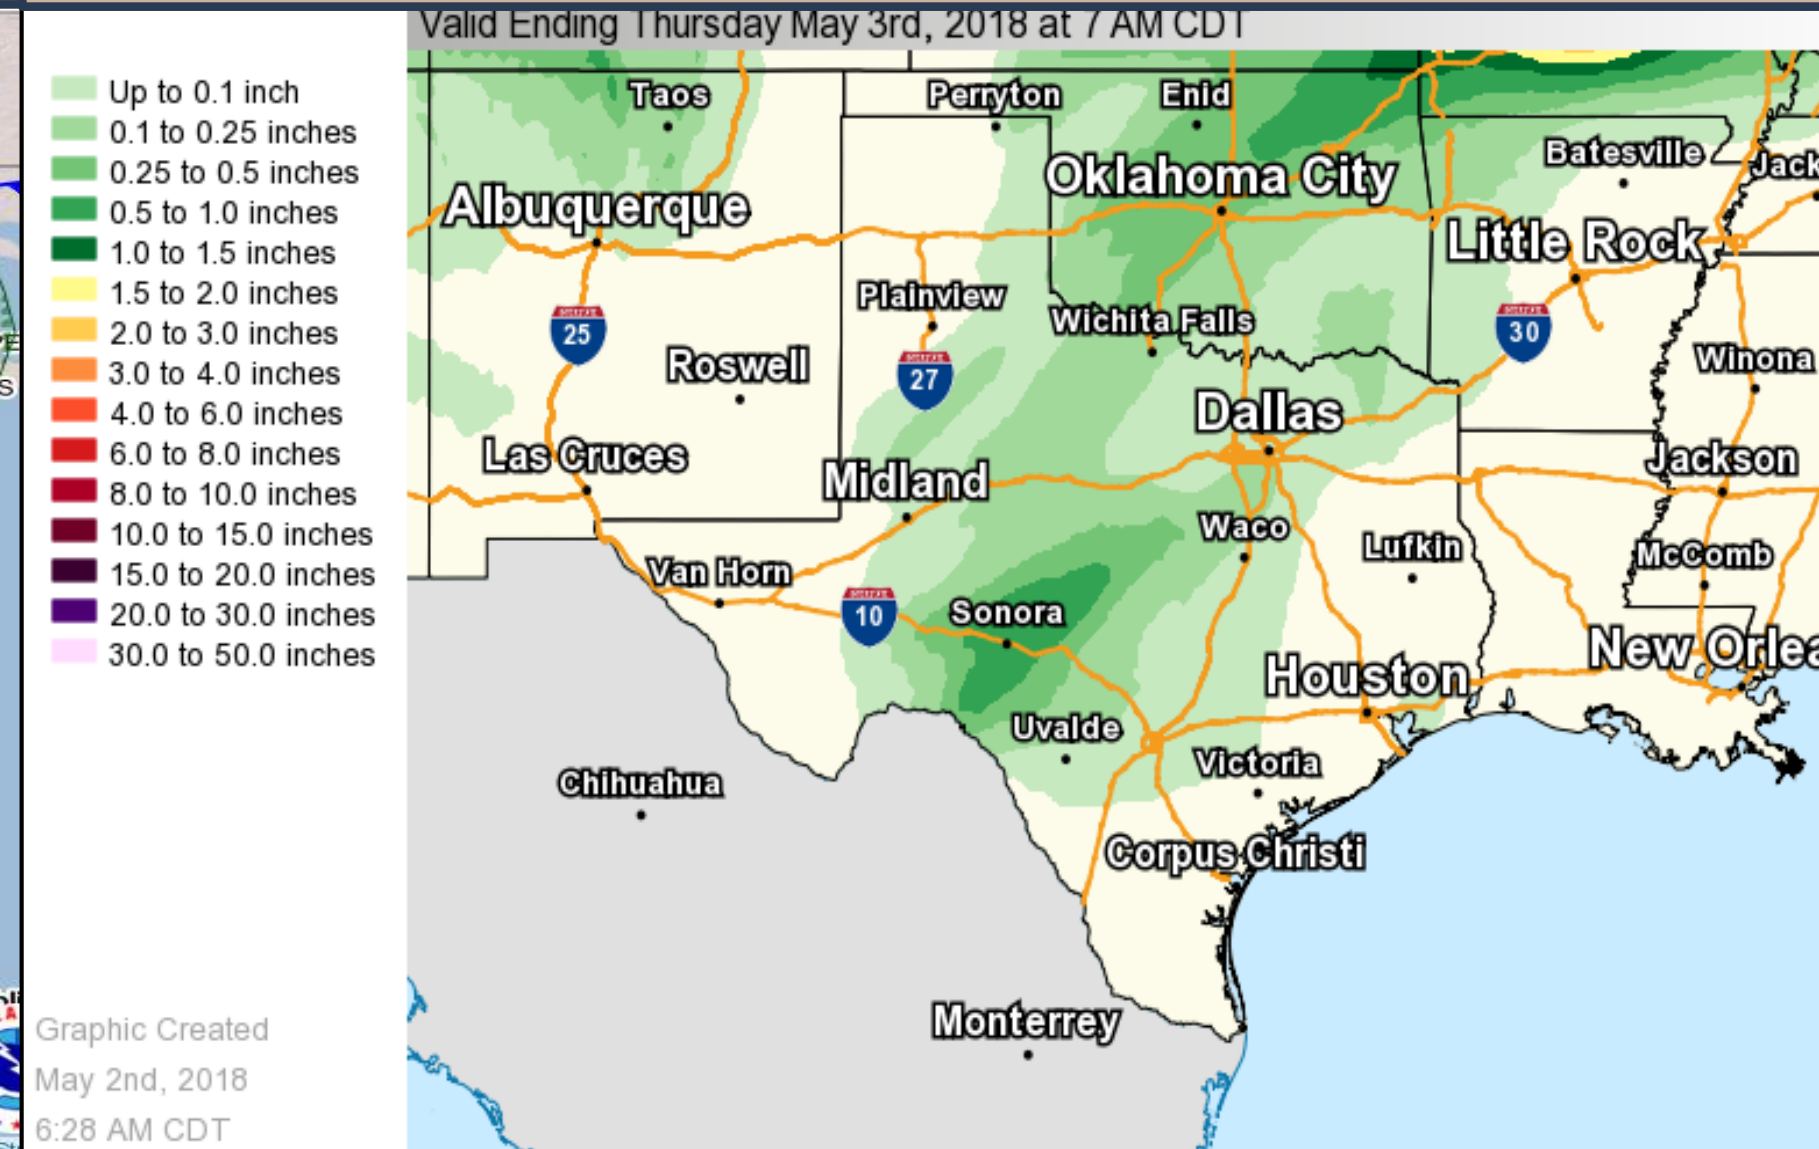 Valid Ending Thursday May 3rd, 2018 at 7 AM CDT
Up to 0.1 inch
0.1 to 0.25 inches
0.25 to 0.5 inches
0.5 to 1.0 inches
1.0 to 1.5 inches
1.5 to 2.0 inches
2.0 to 3.0 inches
3.0 to 4.0 inches
4.0 to 6.0 inches
6.0 to 8.0 inches
8.0 to 10.0 inches
10.0 to 15.0 inches
15.0 to 20.0 inches
20.0 to 30.0 inches
30.0 to 50.0 inches
Graphic Created
May 2nd, 2018
6:28 AM CDT
Taos
Perryton
Enid
Batesville
Jack
Oklahoma City
Albuquerque
Little Rock
Plainview
Wichita Falls
25
30
Roswell
27
Winona
Dallas
Las Cruces
Midland
Jackson
Waco
Lufkin
McComb
Van Horn
10
Sonora
New Orlea
Houston
Uvalde
Victoria
Chihuahua
Corpus Christi
Monterrey